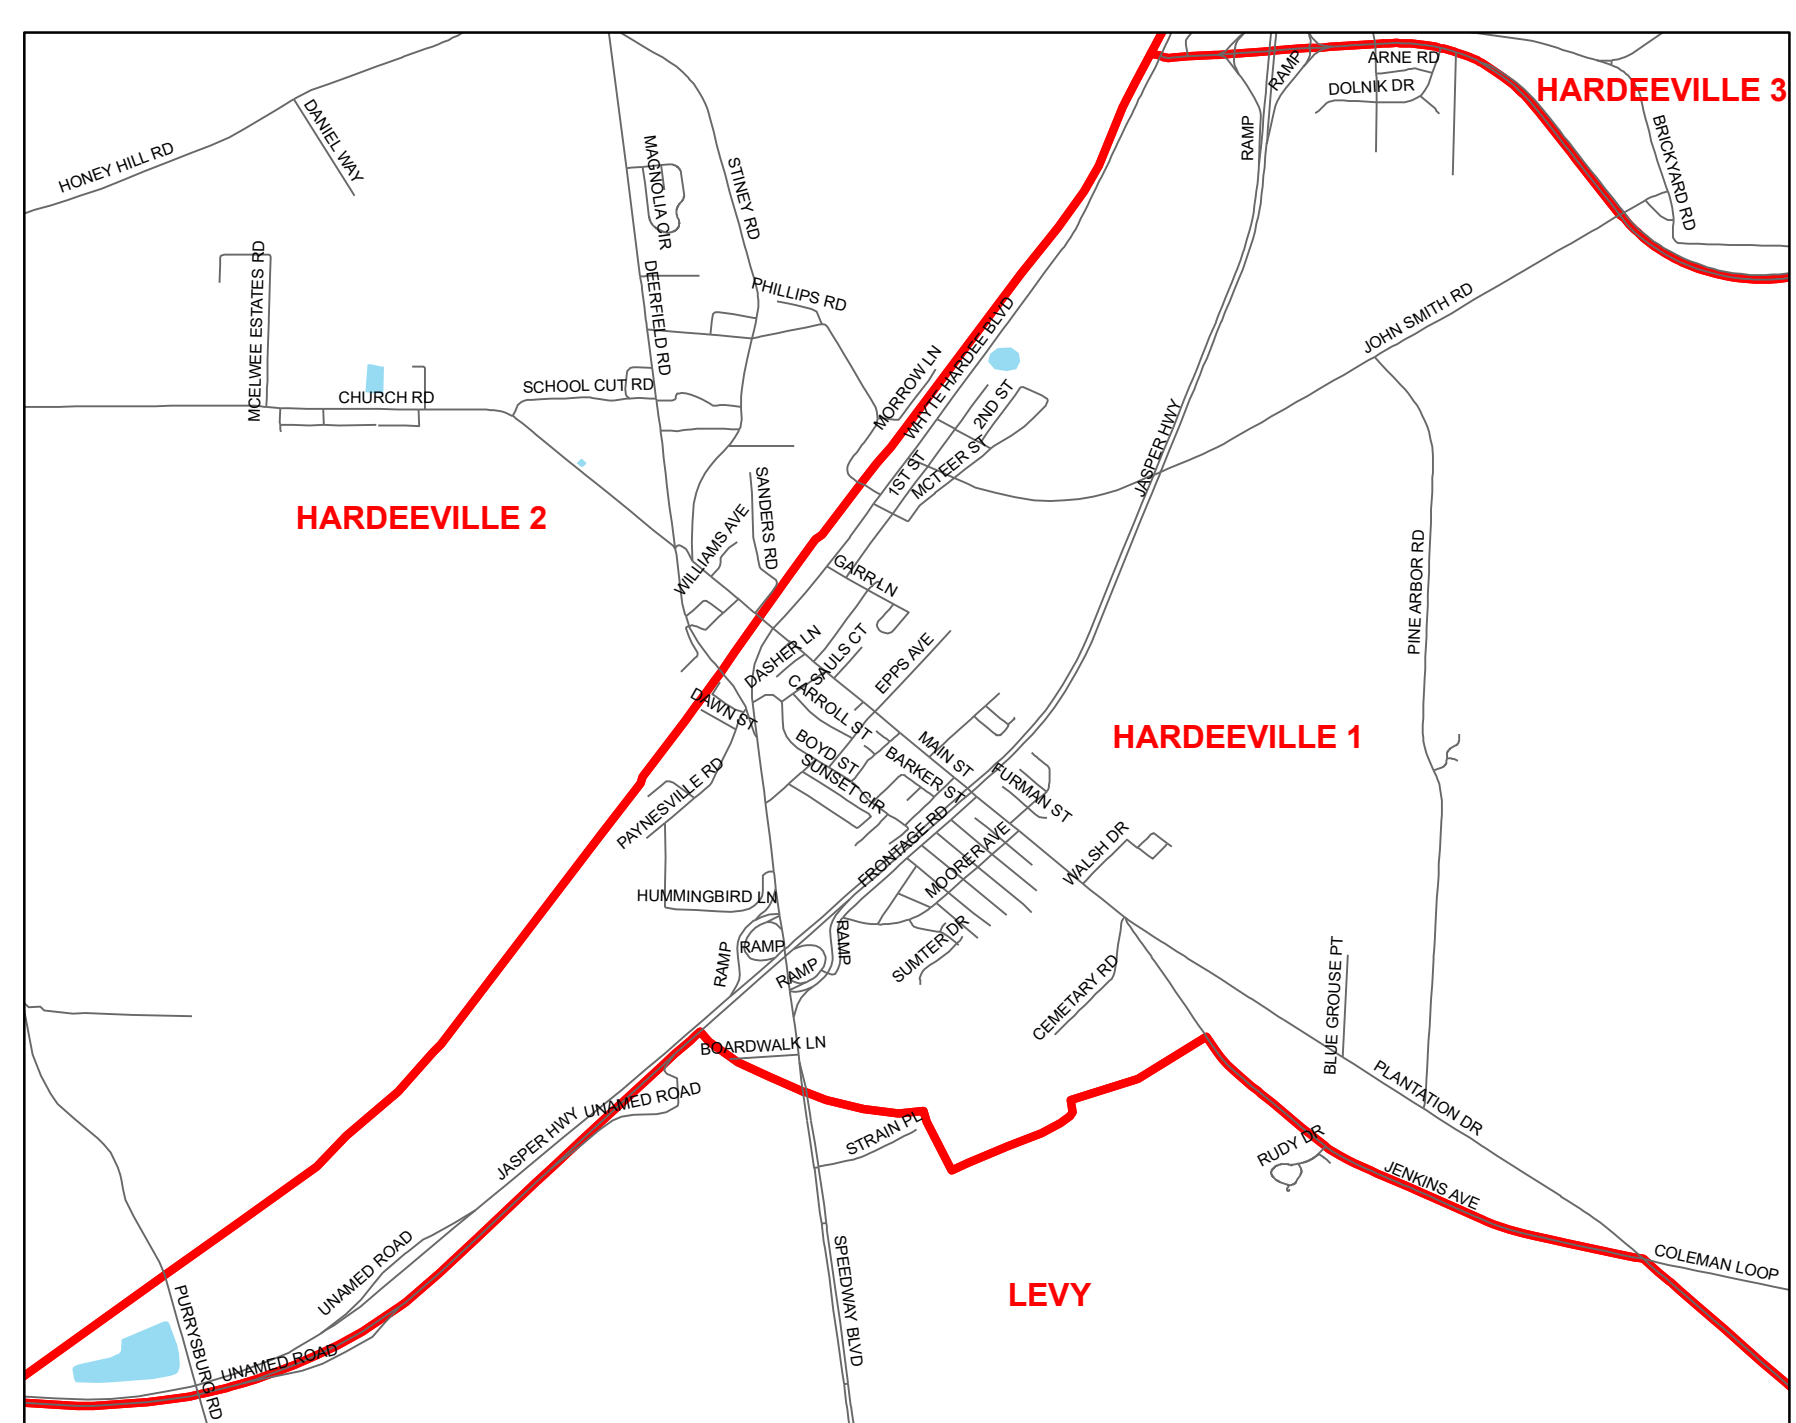 ARNE RD
RAMP
DOLNIK DR
HARDEEVILLE 3
DANIEL WAY
HONEY HILL RD
MAGNOLIA CIR
STINEY RD
RAMP
BRICKYARD RD
MCELWEE ESTATES RD
DEERFIELD RD
PHILLIPS RD
JOHN SMITH RD
WHYTE HARDEE BLVD
MORROW LN
SCHOOL CUT RD
CHURCH RD
2ND ST
MCTEER ST
1ST ST
JASPER HWY
HARDEEVILLE 2
SANDERS RD
WILLIAMS AVE
GARR LN
PINE ARBOR RD
DASHER LN
SAULS CT
EPPS AVE
CARROLL ST
DAWN ST
HARDEEVILLE 1
BOYD ST
MAIN ST
BARKER ST
SUNSET CIR
FURMAN ST
PAYNESVILLE RD
FRONTAGE RD
MOORER AVE
WALSH DR
HUMMINGBIRD LN
RAMP
RAMP
RAMP
RAMP
SUMTER DR
CEMETARY RD
BLUE GROUSE PT
BOARDWALK LN
UNAMED ROAD
JASPER HWY
STRAIN PL
PLANTATION DR
RUDY DR
JENKINS AVE
UNAMED ROAD
SPEEDWAY BLVD
COLEMAN LOOP
LEVY
PURRYSBURG RD
UNAMED ROAD